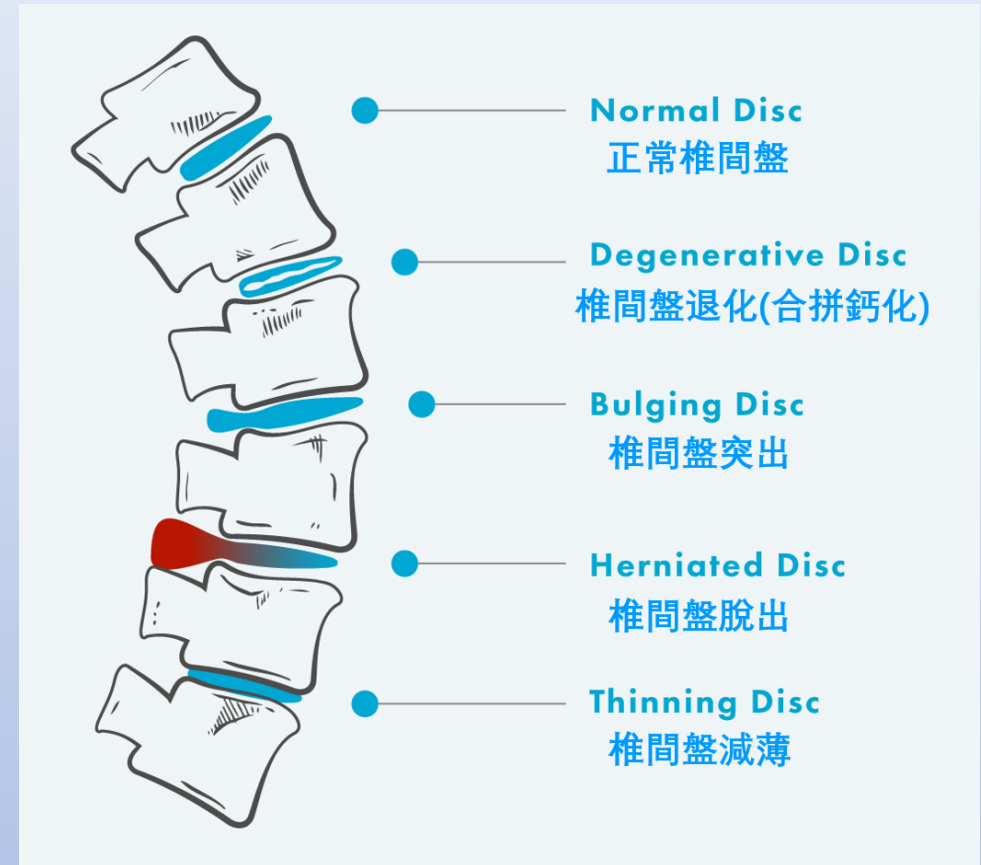 Normal Disc
正常椎間盤
Degenerative Disc
椎間盤退化(合拼鈣化)
Bulging Disc
椎間盤突出
Herniated Disc
椎間盤脫出
Thinning Disc
椎間盤減薄